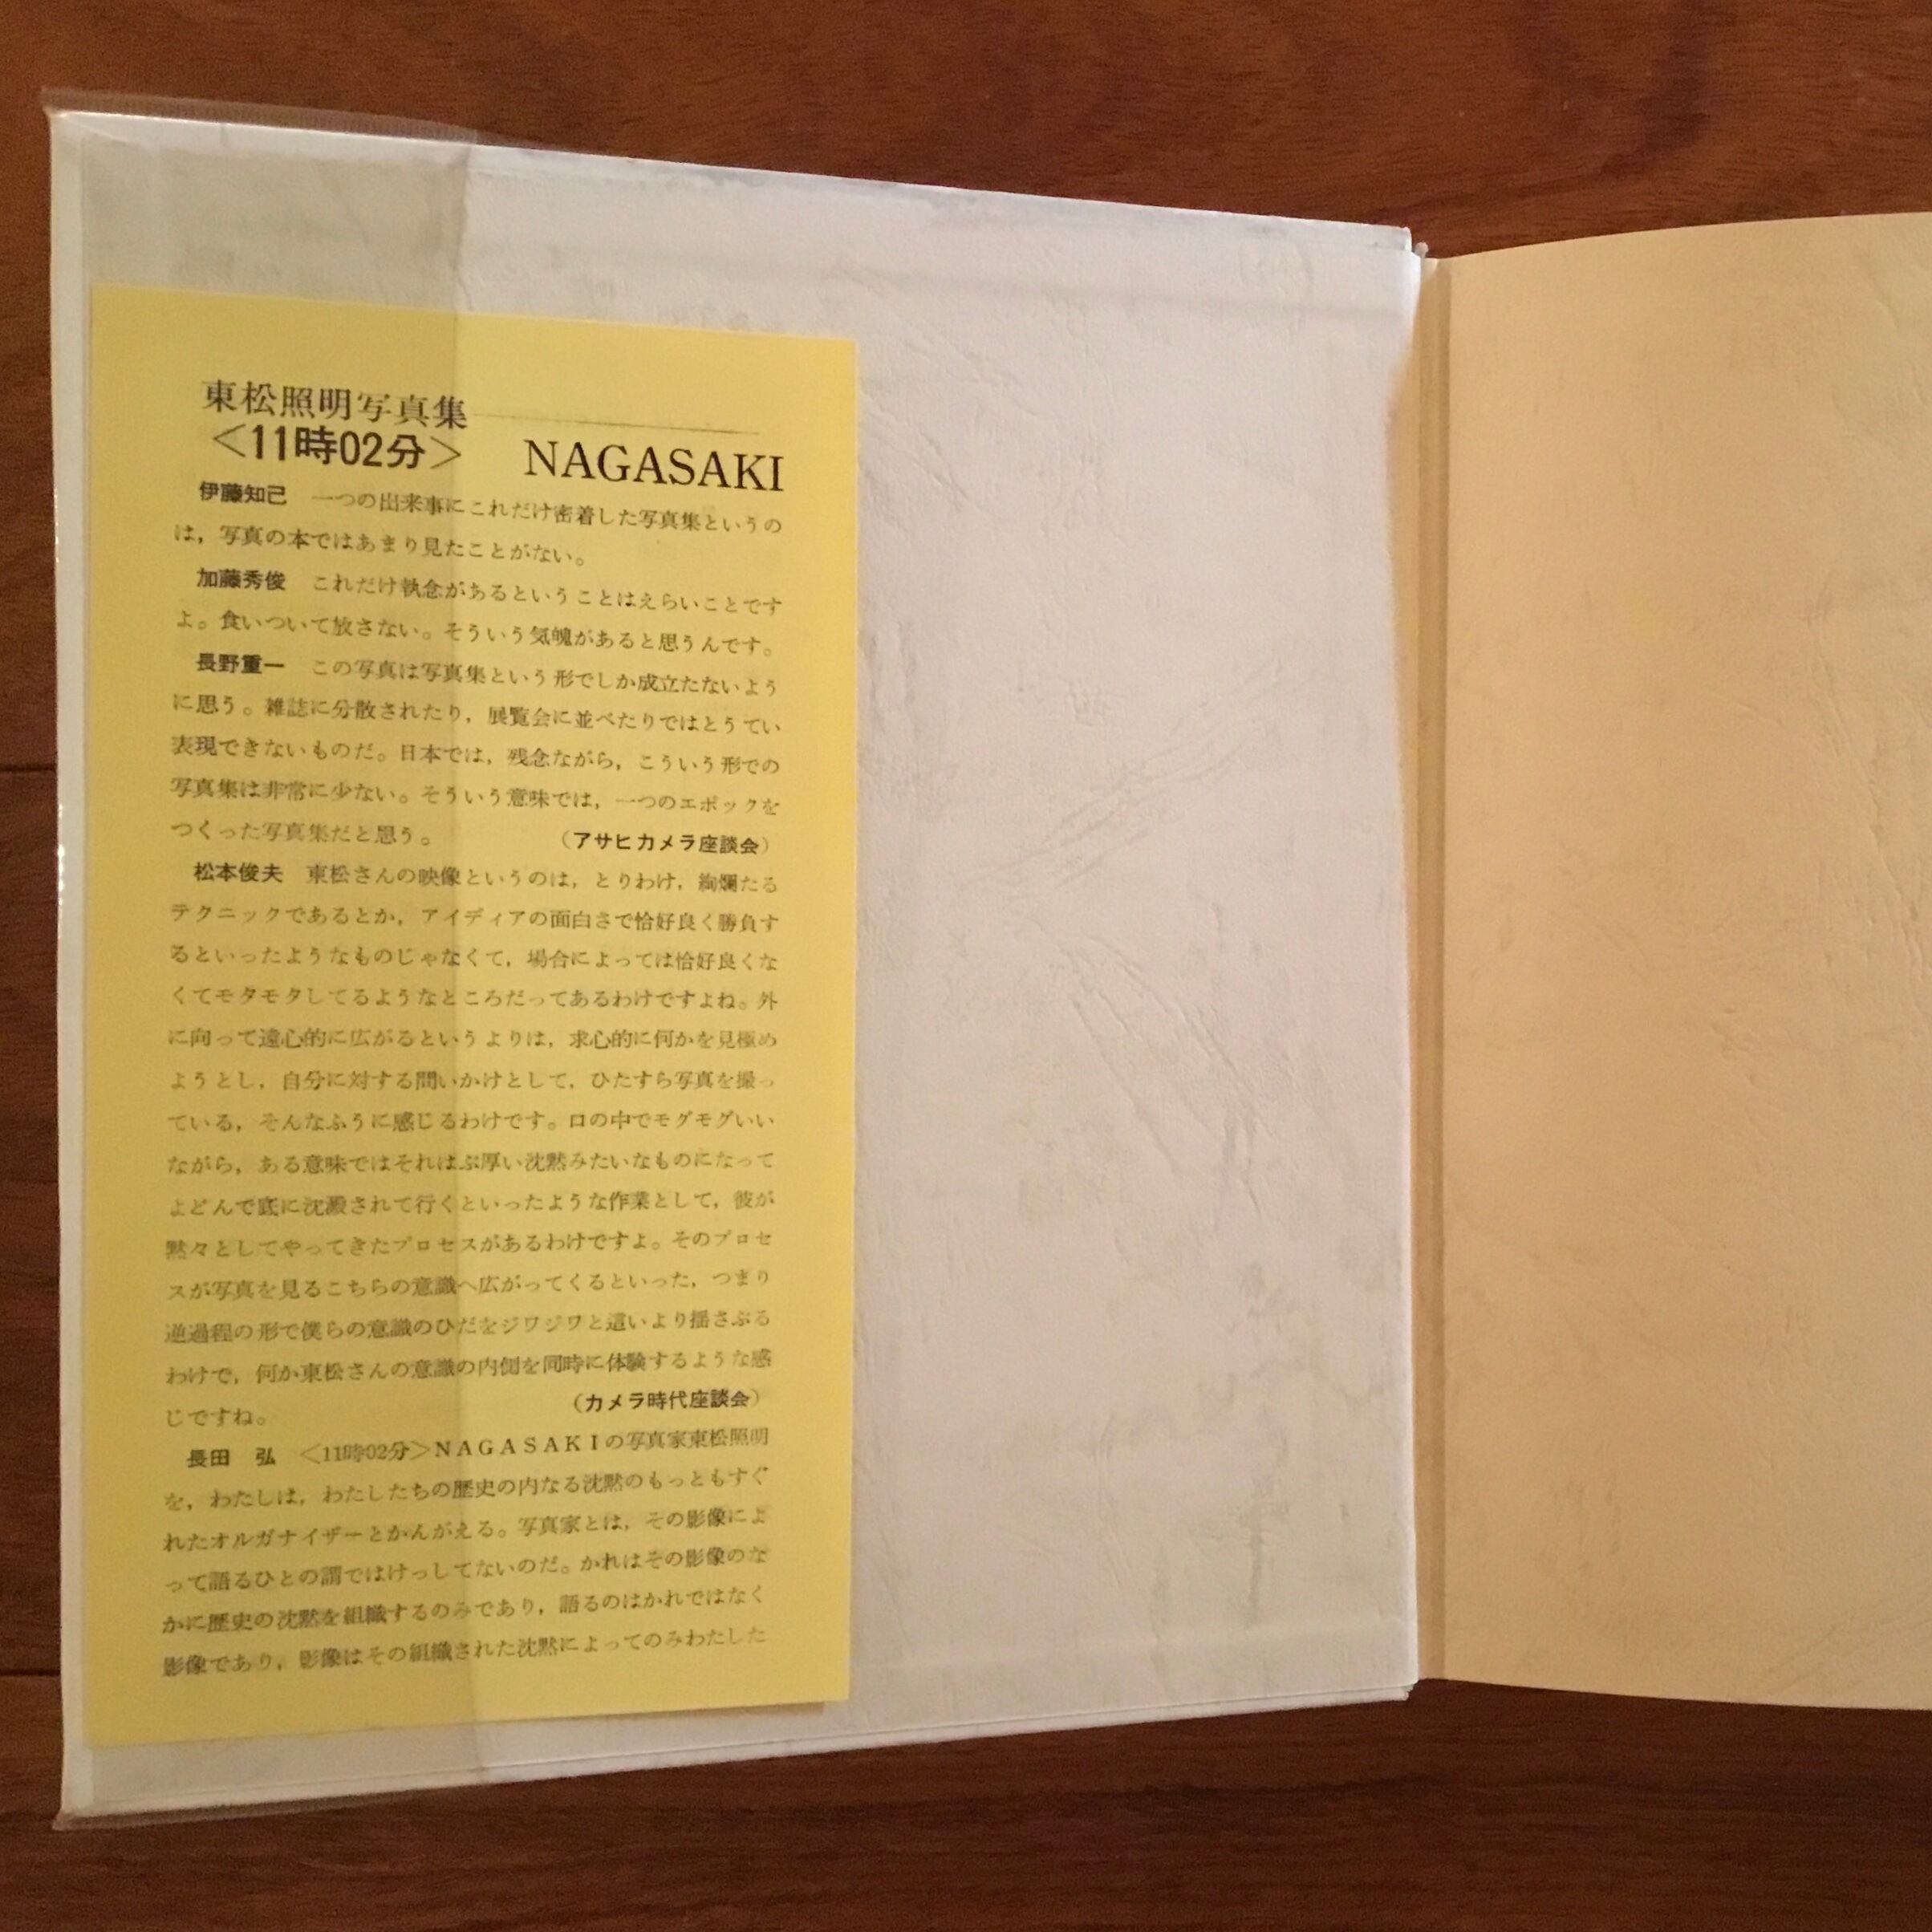 東松照明写真集
＜11時02分＞ NAGASAKI
伊藤知己 一つの出来事にこれだけ密着した写真集というの
は，写真の本ではあまり見たことがない。
加藤秀俊 これだけ執念があるということはえらいことです
よ。食いついて放さない。そういう気魄があると思うんです。
長野重一 この写真は写真集という形でしか成立たないよう
に思う。雑誌に分散されたり，展覧会に並べたりではとうてい
表現できないものだ。日本では，残念ながら，こういう形での
写真集は非常に少ない。そういう意味では，一つのエポックを
つくった写真集だと思う。 （アサヒカメラ座談会）
松本俊夫 東松さんの映像というのは，とりわけ，絢爛たる
テクニックであるとか，アイディアの面白さで恰好良く勝負す
るといったようなものじゃなくて，場合によっては恰好良くな
くてモタモタしてるようなところだってあるわけですよね。外
に向って遠心的に広がるというよりは，求心的に何かを見極め
ようとし，自分に対する問いかけとして，ひたすら写真を撮っ
ている，そんなふうに感じるわけです。口の中でモグモグいい
ながら，ある意味ではそれはぶ厚い沈黙みたいなものになって
よどんで底に沈澱されて行くといったような作業として，彼が
黙々としてやってきたプロセスがあるわけですよ。そのプロセ
スが写真を見るこちらの意識へ広がってくるといった，つまり
逆過程の形で僕らの意識のひだをジワジワと這いより揺さぶる
わけで，何か東松さんの意識の内側を同時に体験するような感
じですね。 （カメラ時代座談会）
長田 弘 ＜11時02分＞NAGASAKIの写真家東松照明
を，わたしは，わたしたちの歴史の内なる沈黙のもっともすぐ
れたオルガナイザーとかんがえる。写真家とは，その影像によ
って語るひとの謂ではけっしてないのだ。かれはその影像のな
かに歴史の沈黙を組織するのみであり，語るのはかれではなく
影像であり，影像はその組織された沈黙によってのみわたした